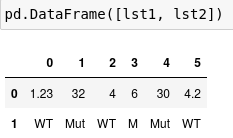 pd.DataFrame([lst1, lst2])
0 1 2 3 4 5
0 1.23 32 4 6 30 4.2
1 WT Mut WT M Mut WT